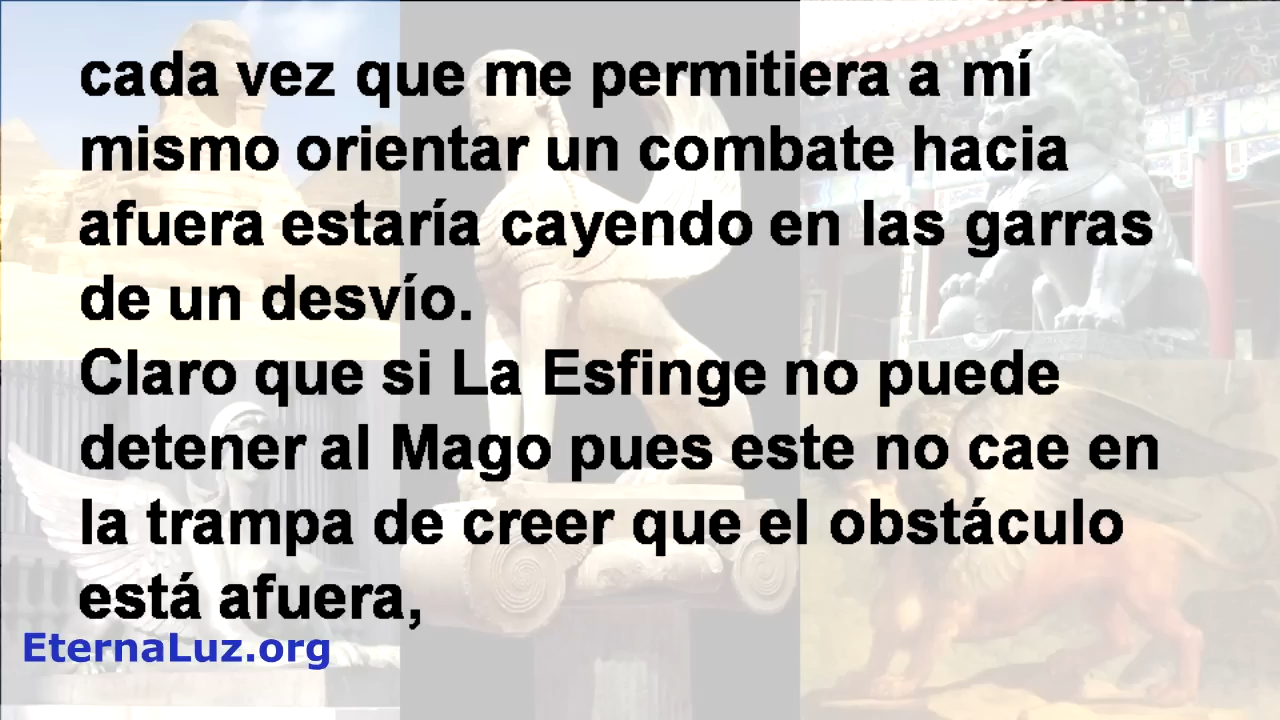 cada vez que me permitiera a mí
mismo orientar un combate hacia
afuera estaría cayendo en las garras
de un desvío.
Claro que si La Esfinge no puede
detener al Mago pues este no cae en
la trampa de creer que el obstáculo
está afuera,
EternaLuz.org